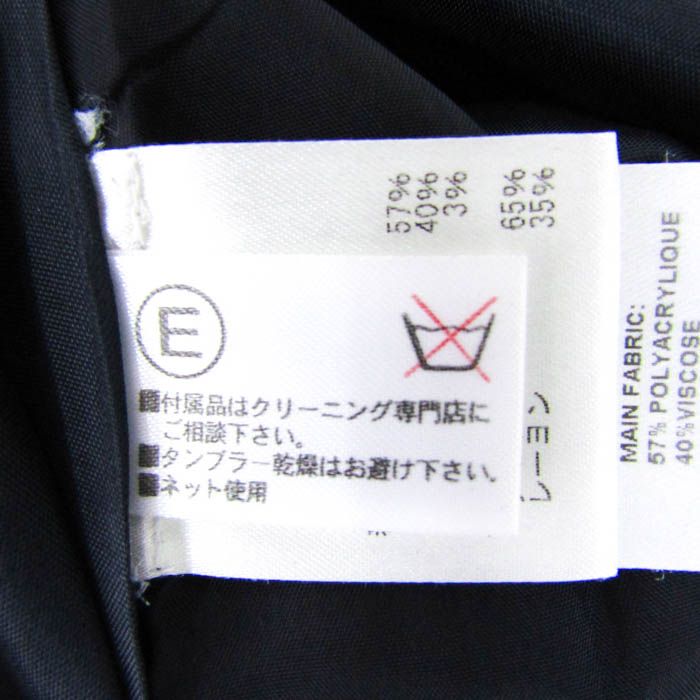 E
■付属品はクリーニング専門店に
ご相談下さい。
■タンブラー乾燥はお避け下さい。
■ネット使用
57%
40%
3%
65%
35%
レーヨン
MAIN FABRIC:
57% POLYACRYLIQUE
40%VISCOSE